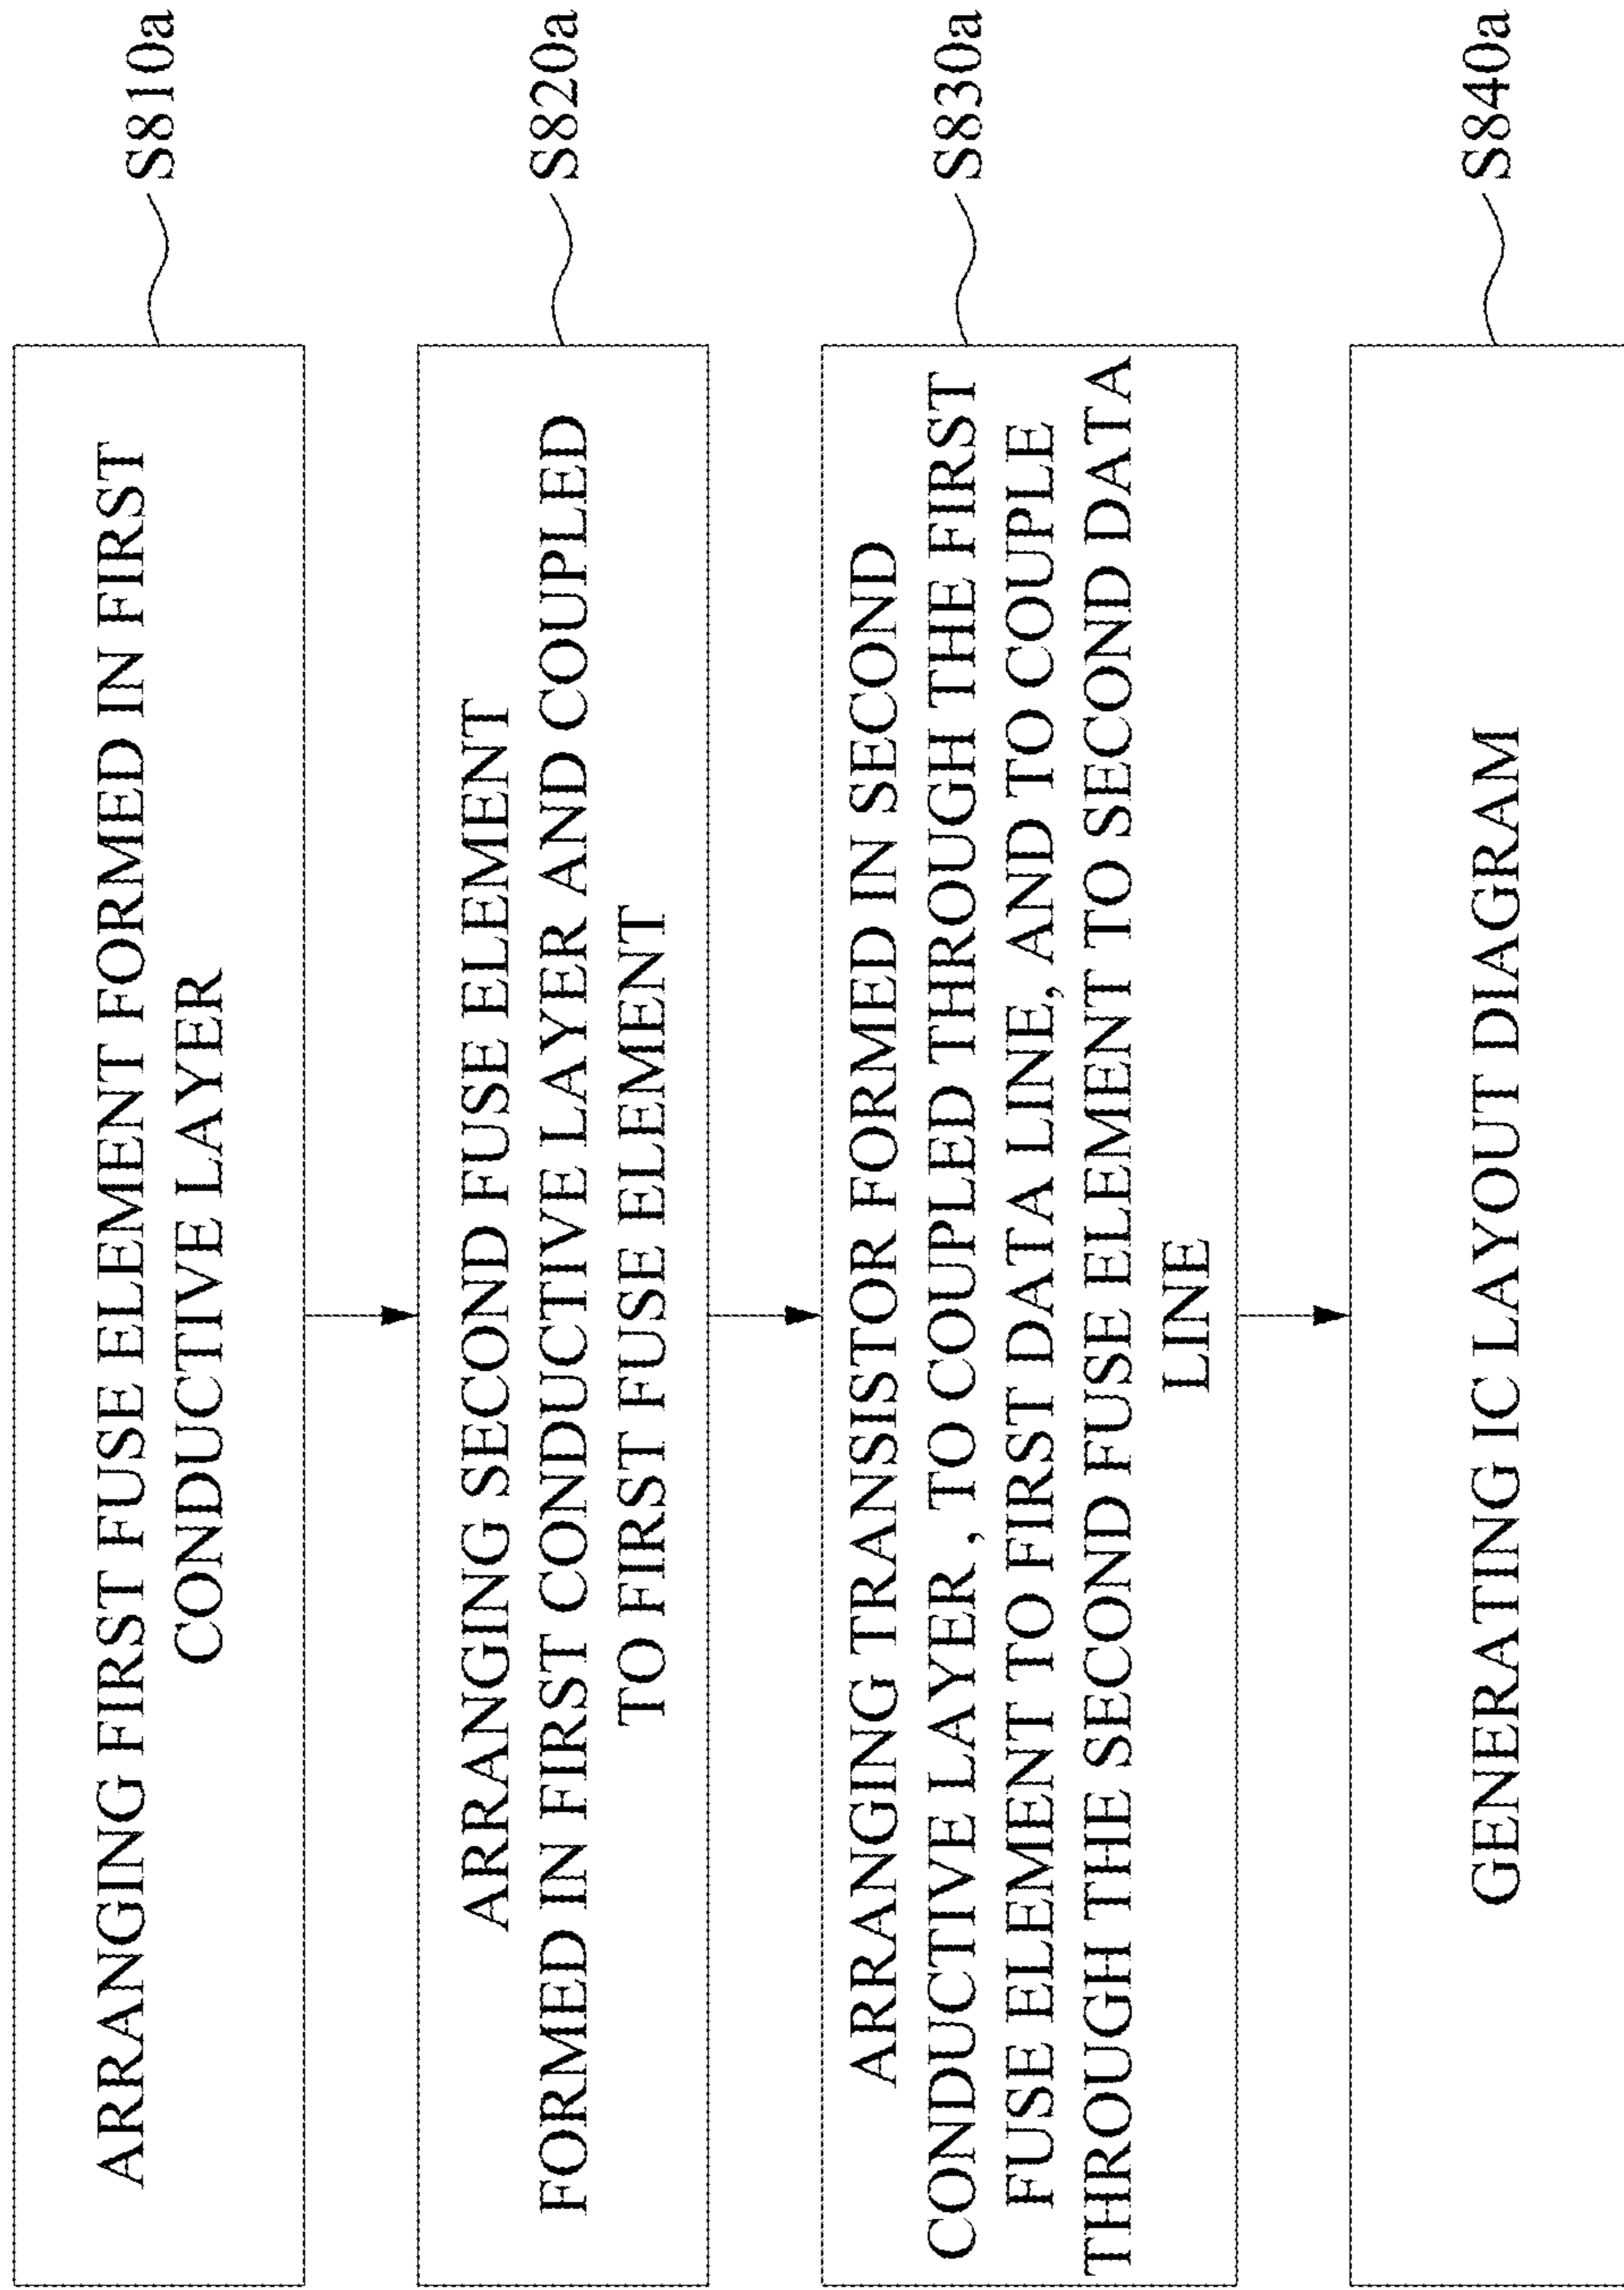 ARRANGING FIRST FUSE ELEMENT FORMED IN FIRST
CONDUCTIVE LAYER
S810a
ARRANGING SECOND FUSE ELEMENT
FORMED IN FIRST CONDUCTIVE LAYER AND COUPLED
TO FIRST FUSE ELEMENT
S820a
ARRANGING TRANSISTOR FORMED IN SECOND
CONDUCTIVE LAYER , TO COUPLED THROUGH THE FIRST
FUSE ELEMENT TO FIRST DATA LINE, AND TO COUPLE
THROUGH THE SECOND FUSE ELEMENT TO SECOND DATA
LINE
S830a
GENERATING IC LAYOUT DIAGRAM
S840a